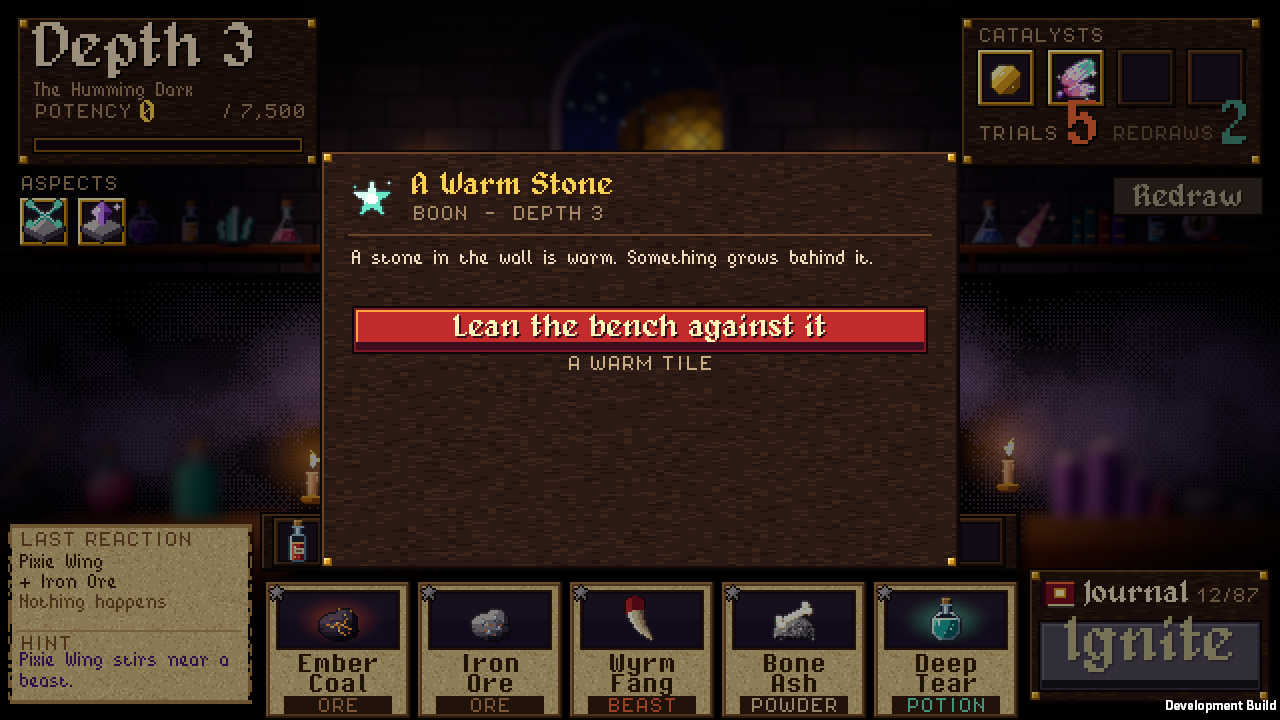 Depth 3
The Humming Dark
POTENCY 0 / 7,500
ASPECTS
CATALYSTS
TRIALS 5 REDRAWS 2
Redraw
A Warm Stone
BOON - DEPTH 3
A stone in the wall is warm. Something grows behind it.
Lean the bench against it
A WARM TILE
LAST REACTION
Pixie Wing
+ Iron Ore
Nothing happens
HINT
Pixie Wing stirs near a
beast.
Ember
Coal
ORE
Iron
Ore
ORE
Wyrm
Fang
BEAST
Bone
Ash
POWDER
Deep
Tear
POTION
Journal 12/87
Ignite
Development Build